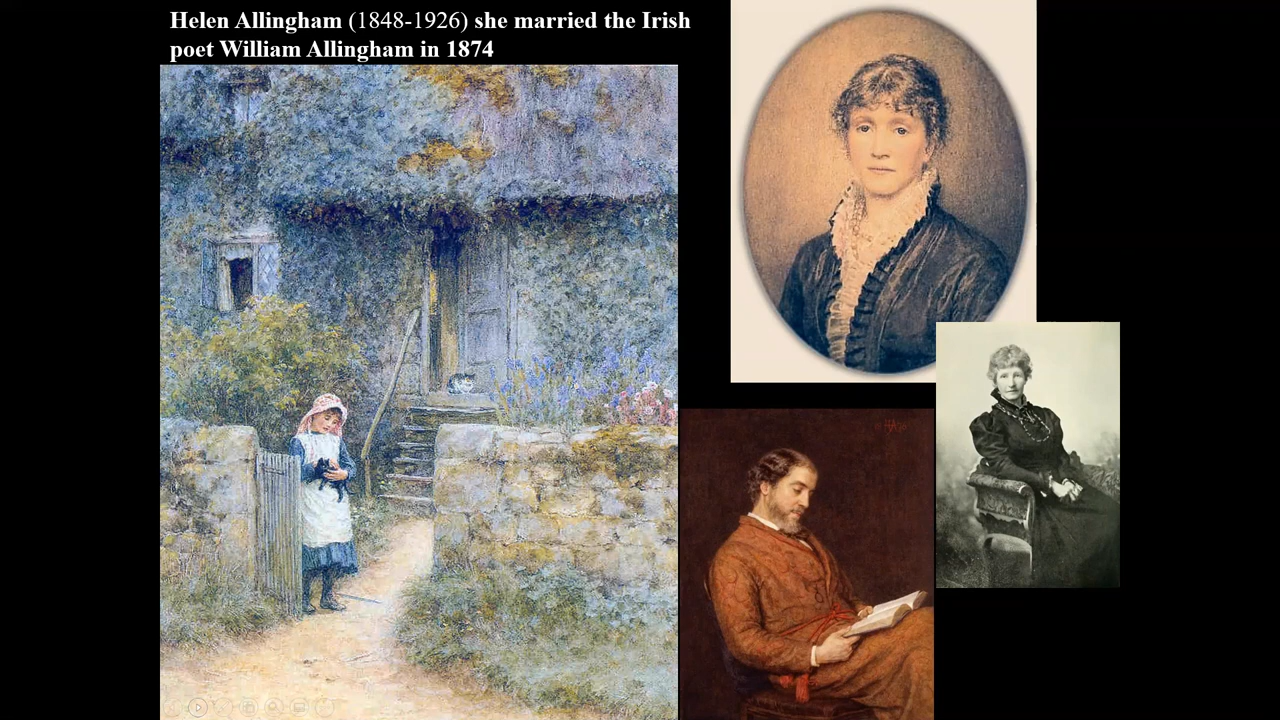 Helen Allingham (1848-1926) she married the Irish
poet William Allingham in 1874